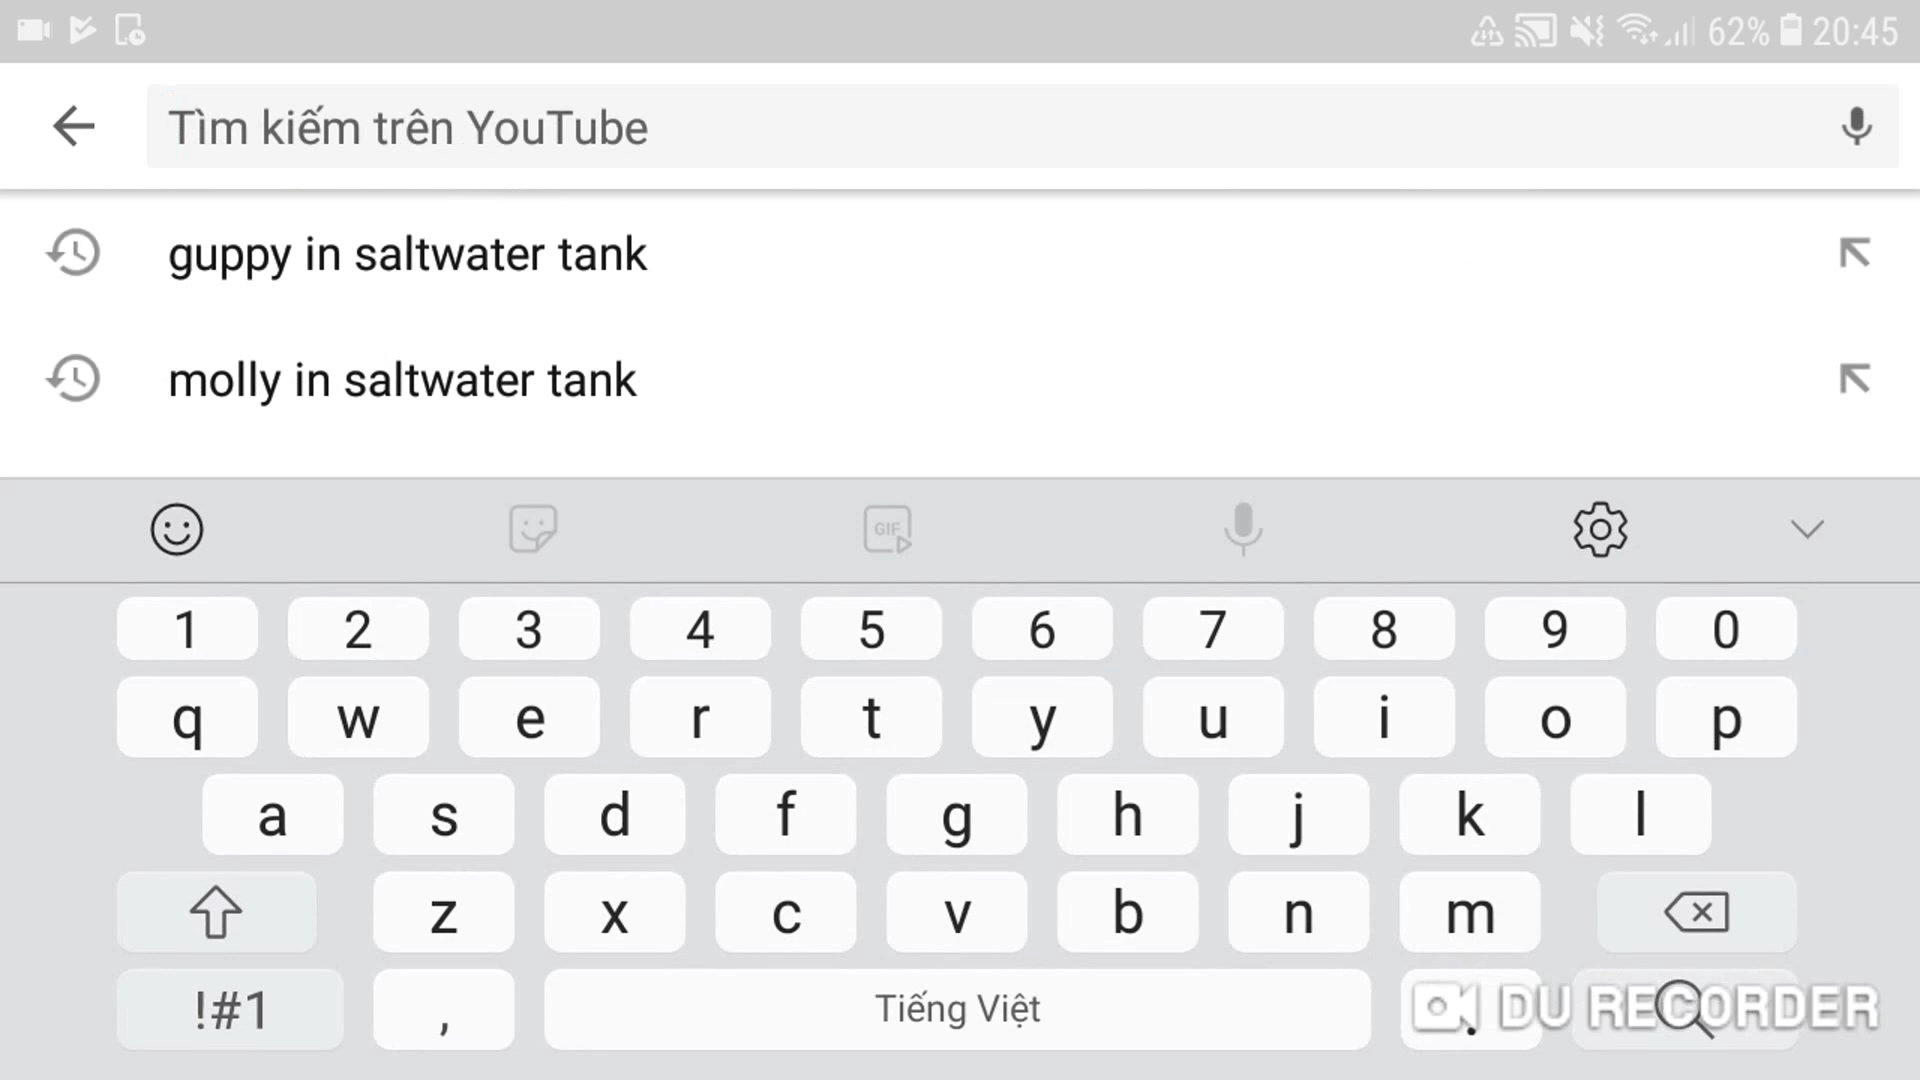 62% 20:45
Tìm kiếm trên YouTube
guppy in saltwater tank
molly in saltwater tank
GIF
1 2 3 4 5 6 7 8 9 0
q w e r t y u i o p
a s d f g h j k l
z x c v b n m
!#1 , Tiếng Việt .
DU RECORDER